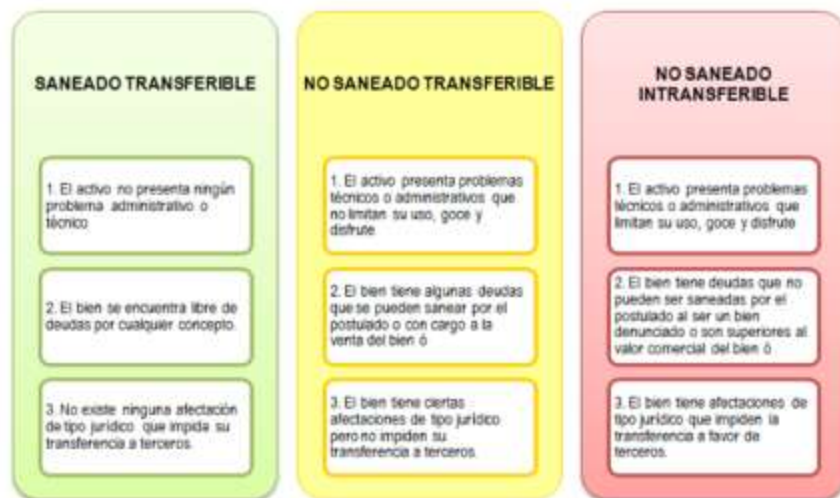 SANEADO TRANSFERIBLE
1. El activo no presenta ningún
problema administrativo o
técnico
2. El bien se encuentra libre de
deudas por cualquier concepto.
3. No existe ninguna afectación
de tipo jurídico que impida su
transferencia a terceros.
NO SANEADO TRANSFERIBLE
1. El activo presenta problemas
técnicos o administrativos que
no limitan su uso, goce y
disfrute
2. El bien tiene algunas deudas
que se pueden sanear por el
postulado o con cargo a la
venta del bien ó
3. El bien tiene ciertas
afectaciones de tipo jurídico
pero no impiden su
transferencia a terceros.
NO SANEADO
INTRANSFERIBLE
1. El activo presenta problemas
técnicos o administrativos que
limitan su uso, goce y disfrute
2. El bien tiene deudas que no
pueden ser saneadas por el
postulado al ser un bien
denunciado o son superiores al
valor comercial del bien ó
3. El bien tiene afectaciones de
tipo jurídico que impiden la
transferencia a favor de
terceros.